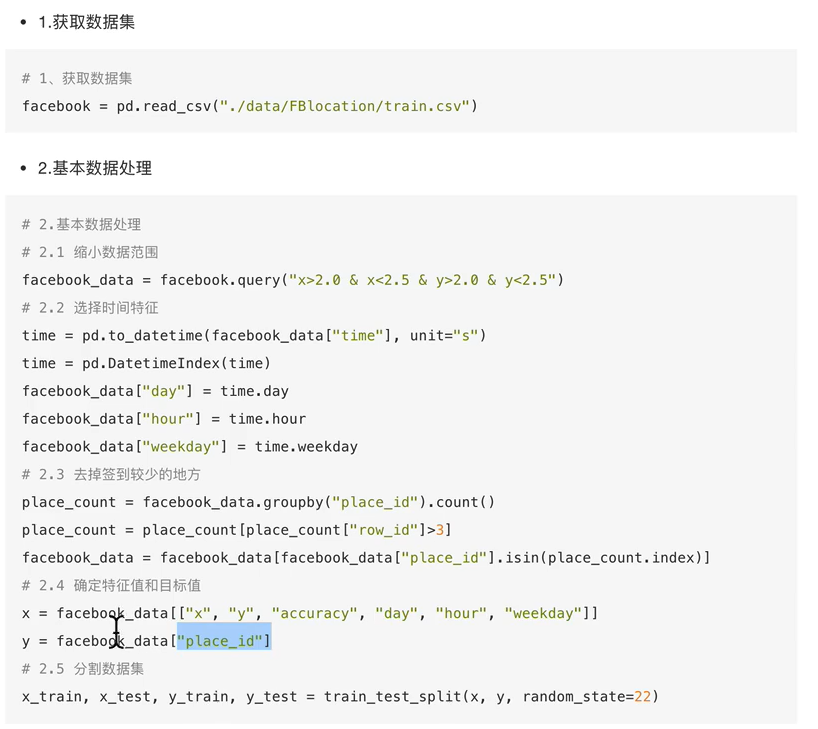 • 1.获取数据集
# 1、获取数据集
facebook = pd.read_csv("./data/FBlocation/train.csv")
• 2.基本数据处理
# 2.基本数据处理
# 2.1 缩小数据范围
facebook_data = facebook.query("x>2.0 & x<2.5 & y>2.0 & y<2.5")
# 2.2 选择时间特征
time = pd.to_datetime(facebook_data["time"], unit="s")
time = pd.DatetimeIndex(time)
facebook_data["day"] = time.day
facebook_data["hour"] = time.hour
facebook_data["weekday"] = time.weekday
# 2.3 去掉签到较少的地方
place_count = facebook_data.groupby("place_id").count()
place_count = place_count[place_count["row_id"]>3]
facebook_data = facebook_data[facebook_data["place_id"].isin(place_count.index)]
# 2.4 确定特征值和目标值
x = facebook_data[["x", "y", "accuracy", "day", "hour", "weekday"]]
y = facebook_data["place_id"]
# 2.5 分割数据集
x_train, x_test, y_train, y_test = train_test_split(x, y, random_state=22)